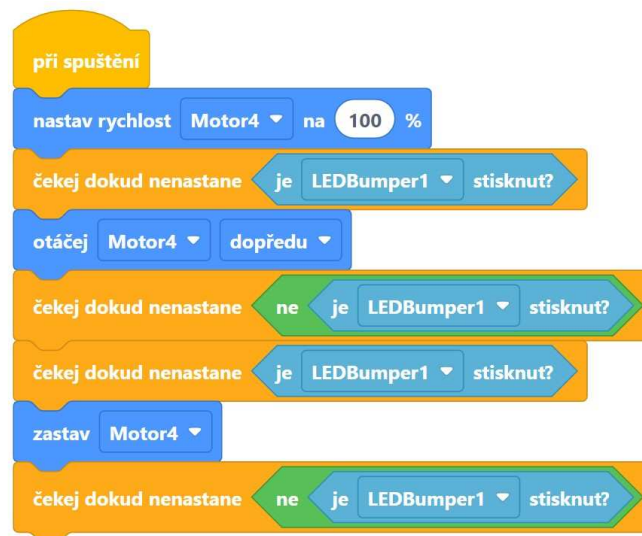 při spuštění
nastav rychlost Motor4 na 100 %
čekej dokud nenastane je LEDBumper1 stisknut?
otáčej Motor4 dopředu
čekej dokud nenastane ne je LEDBumper1 stisknut?
čekej dokud nenastane je LEDBumper1 stisknut?
zastav Motor4
čekej dokud nenastane ne je LEDBumper1 stisknut?